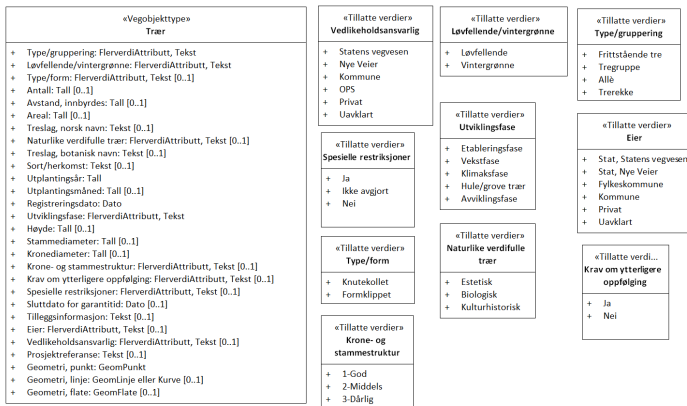 «Vegobjekttype»
Trær
+ Type/gruppering: FlerverdiAttributt, Tekst
+ Løvfellende/vintergrønne: FlerverdiAttributt, Tekst
+ Type/form: FlerverdiAttributt, Tekst [0..1]
+ Antall: Tall [0..1]
+ Avstand, innbyrdes: Tall [0..1]
+ Areal: Tall [0..1]
+ Treslag, norsk navn: Tekst [0..1]
+ Naturlike verdifulle trær: FlerverdiAttributt, Tekst [0..1]
+ Treslag, botanisk navn: Tekst [0..1]
+ Sort/herkomst: Tekst [0..1]
+ Utplantingsår: Tall
+ Utplantingsmåned: Tall [0..1]
+ Registreringsdato: Dato
+ Utviklingsfase: FlerverdiAttributt, Tekst
+ Høyde: Tall [0..1]
+ Stammediameter: Tall [0..1]
+ Kronediameter: Tall [0..1]
+ Krone- og stammestruktur: FlerverdiAttributt, Tekst [0..1]
+ Krav om ytterligere oppfølging: FlerverdiAttributt, Tekst [0..1]
+ Spesielle restriksjoner: FlerverdiAttributt, Tekst [0..1]
+ Sluttdato for garantitid: Dato [0..1]
+ Tilleggsinformasjon: Tekst [0..1]
+ Eier: FlerverdiAttributt, Tekst [0..1]
+ Vedlikeholdsansvarlig: FlerverdiAttributt, Tekst [0..1]
+ Prosjektreferanse: Tekst [0..1]
+ Geometri, punkt: GeomPunkt
+ Geometri, linje: GeomLinje eller Kurve [0..1]
+ Geometri, flate: GeomFlate [0..1]
«Tillatte verdier»
Vedlikeholdsansvarlig
+ Statens vegvesen
+ Nye Veier
+ Kommune
+ OPS
+ Privat
+ Uavklart
«Tillatte verdier»
Spesielle restriksjoner
+ Ja
+ Ikke avgjort
+ Nei
«Tillatte verdier»
Type/form
+ Knutekollet
+ Formklippet
«Tillatte verdier»
Krone- og
stammestruktur
+ 1-God
+ 2-Middels
+ 3-Dårlig
«Tillatte verdier»
Løvfellende/vintergrønne
+ Løvfellende
+ Vintergrønne
«Tillatte verdier»
Utviklingsfase
+ Etableringsfase
+ Vekstfase
+ Klimaksfase
+ Hule/grove trær
+ Avviklingsfase
«Tillatte verdier»
Naturlike verdifulle
trær
+ Estetisk
+ Biologisk
+ Kulturhistorisk
«Tillatte verdier»
Type/gruppering
+ Frittstående tre
+ Tregruppe
+ Allè
+ Trerekke
«Tillatte verdier»
Eier
+ Stat, Statens vegvesen
+ Stat, Nye Veier
+ Fylkeskommune
+ Kommune
+ Privat
+ Uavklart
«Tillatte verdi...
Krav om ytterligere
oppfølging
+ Ja
+ Nei